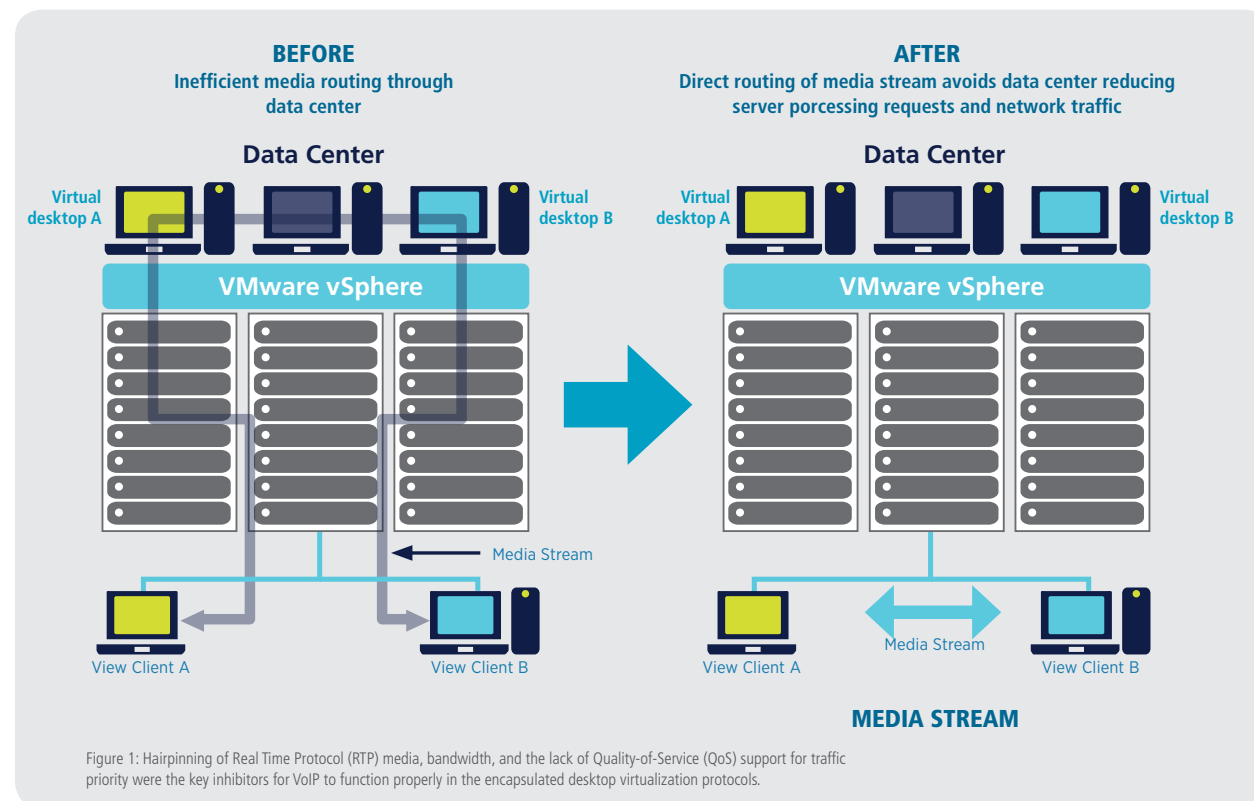 BEFORE
Inefficient media routing through
data center
Data Center
Virtual
desktop A
Virtual
desktop B
VMware vSphere
Media Stream
View Client A
View Client B
AFTER
Direct routing of media stream avoids data center reducing
server porcessing requests and network traffic
Data Center
Virtual
desktop A
Virtual
desktop B
VMware vSphere
Media Stream
View Client A
View Client B
MEDIA STREAM
Figure 1: Hairpinning of Real Time Protocol (RTP) media, bandwidth, and the lack of Quality-of-Service (QoS) support for traffic
priority were the key inhibitors for VoIP to function properly in the encapsulated desktop virtualization protocols.